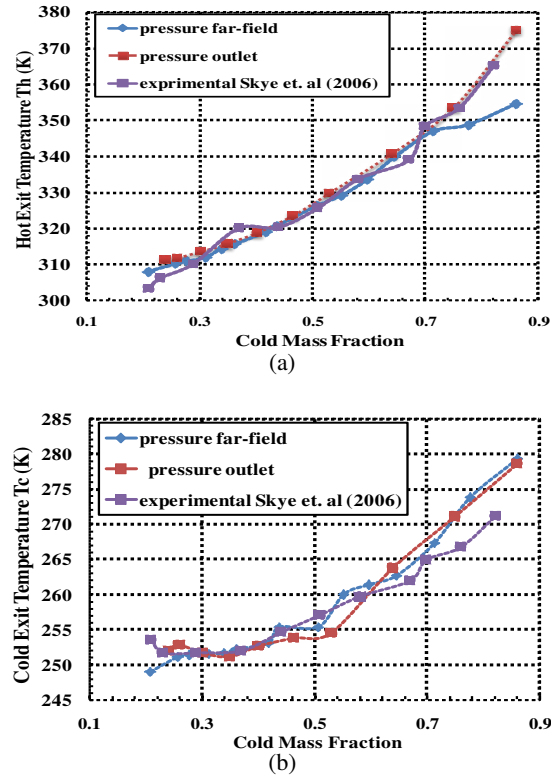 380
370
360
350
340
330
320
310
300
Hot Exit Temperature Th (K)
pressure far-field
pressure outlet
exprimental Skye et. al (2006)
0.1 0.3 0.5 0.7 0.9
Cold Mass Fraction
(a)
285
280
275
270
265
260
255
250
245
Cold Exit Temperature Tc (K)
pressure far-field
pressure outlet
experimental Skye et. al (2006)
0.1 0.3 0.5 0.7 0.9
Cold Mass Fraction
(b)